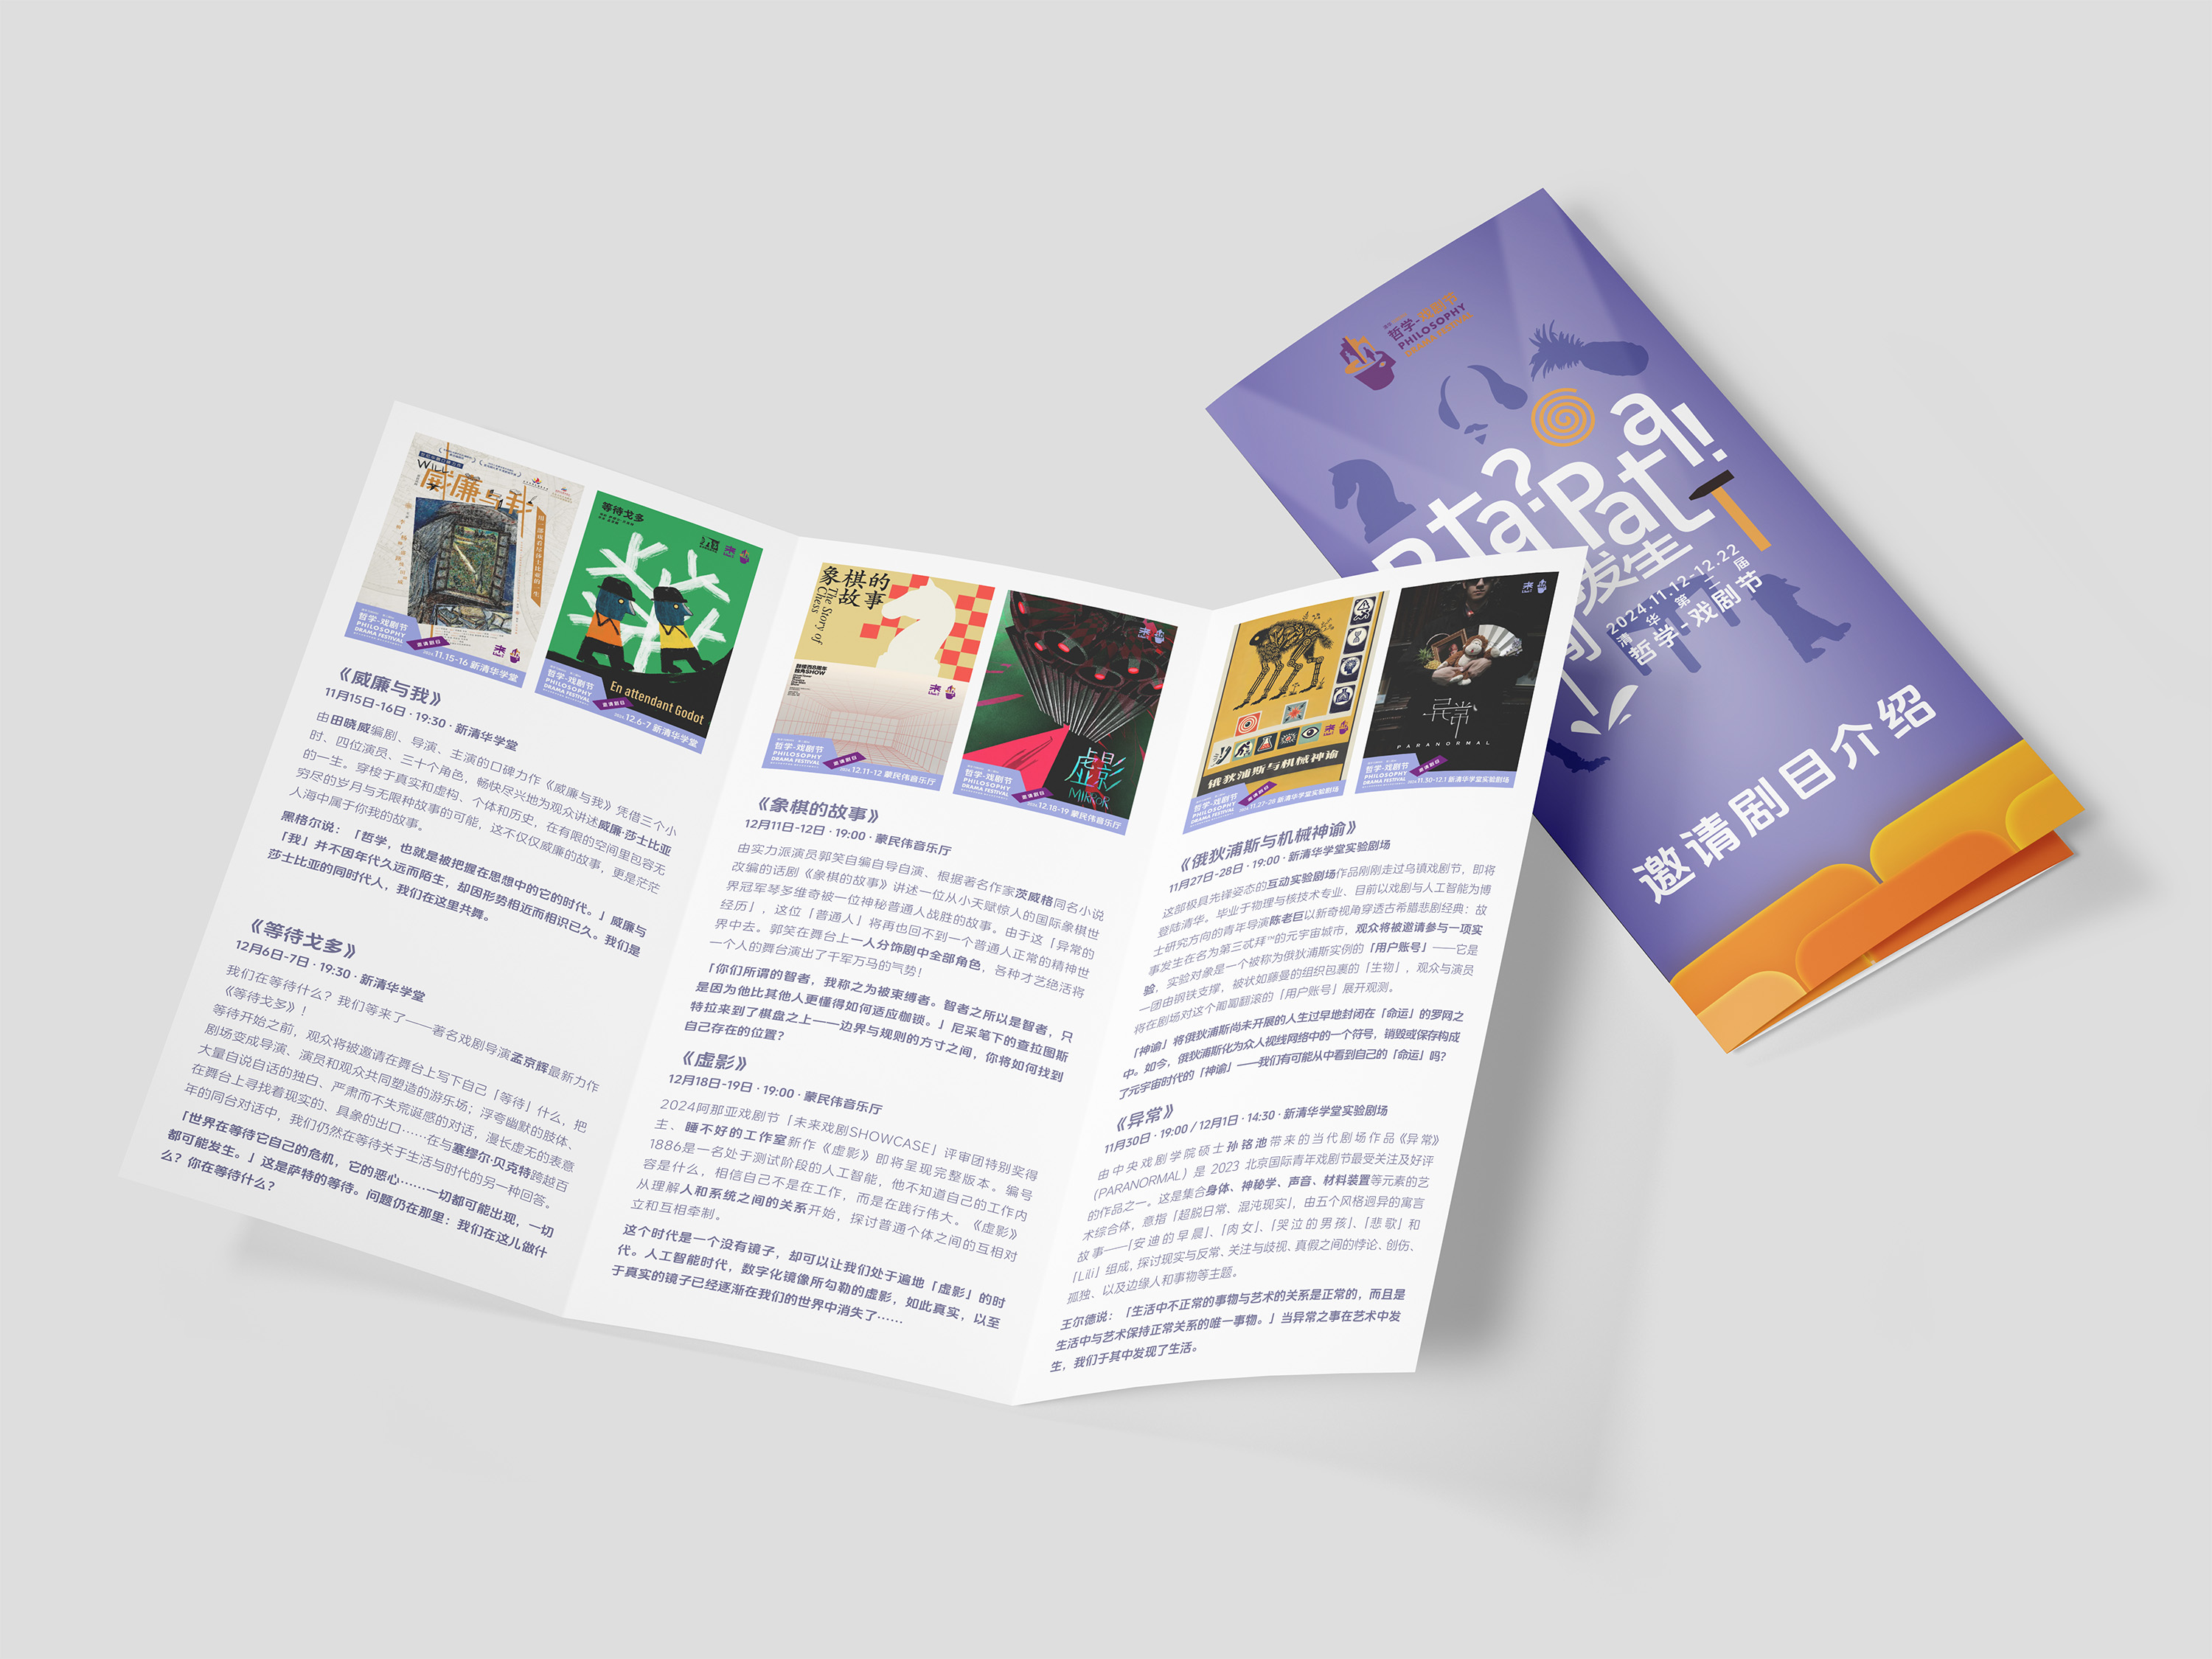 威廉与我
哲学-戏剧节
PHILOSOPHY
DRAMA FESTIVAL
邀请剧目
2024.11.15-16 新清华学堂
等待戈多
En attendant Godot
哲学-戏剧节
PHILOSOPHY
DRAMA FESTIVAL
邀请剧目
2024.12.6-7 新清华学堂
《威廉与我》
11月15日-16日 · 19:30 · 新清华学堂
由田晓威编剧、导演、主演的口碑力作《威廉与我》凭借三个小
时、四位演员、三十个角色，畅快尽兴地为观众讲述威廉·莎士比亚
的一生。穿梭于真实和虚构、个体和历史，在有限的空间里包容无
穷尽的岁月与无限种故事的可能，这不仅仅威廉的故事，更是茫茫
人海中属于你我的故事。
黑格尔说：「哲学，也就是被把握在思想中的它的时代。」威廉与
「我」并不因年代久远而陌生，却因形势相近而相识已久。我们是
莎士比亚的同时代人，我们在这里共舞。
《等待戈多》
12月6日-7日 · 19:30 · 新清华学堂
我们在等待什么？我们等来了——著名戏剧导演孟京辉最新力作
《等待戈多》！
等待开始之前，观众将被邀请在舞台上写下自己「等待」什么，把
剧场变成导演、演员和观众共同塑造的游乐场；浮夸幽默的肢体、
大量自说自话的独白、严肃而不失荒诞感的对话，漫长虚无的表意
在舞台上寻找着现实的、具象的出口……在与塞缪尔·贝克特跨越百
年的同台对话中，我们仍然在等待关于生活与时代的另一种回答。
「世界在等待它自己的危机，它的恶心……一切都可能出现，一切
都可能发生。」这是萨特的等待。问题仍在那里：我们在这儿做什
么？你在等待什么？
象棋的
故事
The Story of
Chess
独角SHOW
哲学-戏剧节
PHILOSOPHY
DRAMA FESTIVAL
邀请剧目
2024.12.11-12 蒙民伟音乐厅
虚影
MIRROR
哲学-戏剧节
PHILOSOPHY
DRAMA FESTIVAL
邀请剧目
2024.12.18-19 蒙民伟音乐厅
《象棋的故事》
12月11日-12日 · 19:00 · 蒙民伟音乐厅
由实力派演员郭笑自编自导自演、根据著名作家茨威格同名小说
改编的话剧《象棋的故事》讲述一位从小天赋惊人的国际象棋世
界冠军琴多维奇被一位神秘普通人战胜的故事。由于这「异常的
经历」，这位「普通人」将再也回不到一个普通人正常的精神世
界中去。郭笑在舞台上一人分饰剧中全部角色，各种才艺绝活将
一个人的舞台演出了千军万马的气势！
「你们所谓的智者，我称之为被束缚者。智者之所以是智者，只
是因为他比其他人更懂得如何适应枷锁。」尼采笔下的查拉图斯
特拉来到了棋盘之上——边界与规则的方寸之间，你将如何找到
自己存在的位置？
《虚影》
12月18日-19日 · 19:00 · 蒙民伟音乐厅
2024阿那亚戏剧节「未来戏剧SHOWCASE」评审团特别奖得
主、睡不好的工作室新作《虚影》即将呈现完整版本。编号
1886是一名处于测试阶段的人工智能，他不知道自己的工作内
容是什么，相信自己不是在工作，而是在践行伟大。《虚影》
从理解人和系统之间的关系开始，探讨普通个体之间的互相对
立和互相牵制。
这个时代是一个没有镜子，却可以让我们处于遍地「虚影」的时
代。人工智能时代，数字化镜像所勾勒的虚影，如此真实，以至
于真实的镜子已经逐渐在我们的世界中消失了……
俄狄浦斯与机械神谕
哲学-戏剧节
PHILOSOPHY
DRAMA FESTIVAL
邀请剧目
2024.11.27-28 新清华学堂实验剧场
异常
PARANORMAL
哲学-戏剧节
PHILOSOPHY
DRAMA FESTIVAL
邀请剧目
2024.11.30-12.1 新清华学堂实验剧场
《俄狄浦斯与机械神谕》
11月27日-28日 · 19:00 · 新清华学堂实验剧场
这部极具先锋姿态的互动实验剧场作品刚刚走过乌镇戏剧节，即将
登陆清华。毕业于物理与核技术专业、目前以戏剧与人工智能为博
士研究方向的青年导演陈老巨以新奇视角穿透古希腊悲剧经典：故
事发生在名为第三忒拜™的元宇宙城市，观众将被邀请参与一项实
验，实验对象是一个被称为俄狄浦斯实例的「用户账号」——它是
一团由钢铁支撑，被状如藤曼的组织包裹的「生物」，观众与演员
将在剧场对这个匍匐翻滚的「用户账号」展开观测。
「神谕」将俄狄浦斯尚未开展的人生过早地封闭在「命运」的罗网之
中。如今，俄狄浦斯化为众人视线网络中的一个符号，销毁或保存构成
了元宇宙时代的「神谕」——我们有可能从中看到自己的「命运」吗？
《异常》
11月30日 · 19:00 / 12月1日 · 14:30 · 新清华学堂实验剧场
由中央戏剧学院硕士孙铭池带来的当代剧场作品《异常》
（PARANORMAL）是 2023 北京国际青年戏剧节最受关注及好评
的作品之一。这是集合身体、神秘学、声音、材料装置等元素的艺
术综合体，意指「超脱日常、混沌现实」，由五个风格迥异的寓言
故事——「安迪的早晨」、「肉女」、「哭泣的男孩」、「悲歌」和
「Lili」组成，探讨现实与反常、关注与歧视、真假之间的悖论、创伤、
孤独、以及边缘人和事物等主题。
王尔德说：「生活中不正常的事物与艺术的关系是正常的，而且是
生活中与艺术保持正常关系的唯一事物。」当异常之事在艺术中发
生，我们于其中发现了生活。
哲学-戏剧节
PHILOSOPHY
DRAMA FESTIVAL
发生
2024.11.12-12.22
清华第二届
哲学-戏剧节
邀请剧目介绍